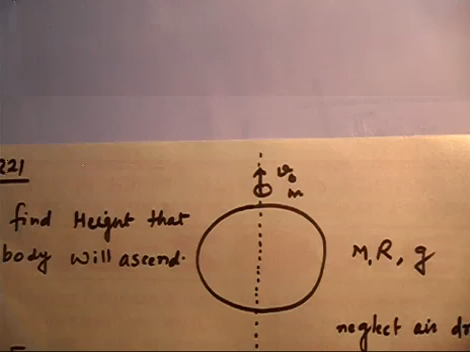 221
find Height that
body will ascend.
v₀
m
M, R, g
neglect air